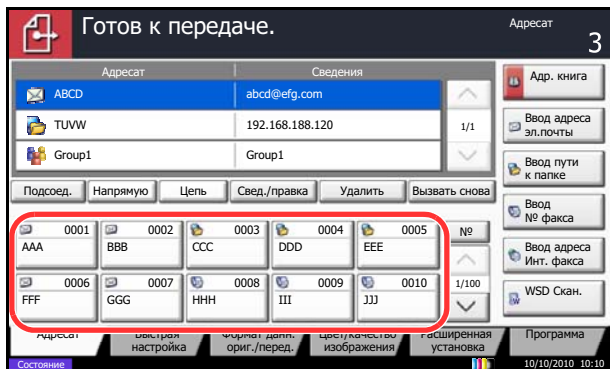 Готов к передаче.
Адресат
3
Адресат Сведения
ABCD abcd@efg.com
TUVW 192.168.188.120
Group1 Group1
1/1
Адр. книга
Ввод адреса
эл.почты
Ввод пути
к папке
Ввод
№ факса
Ввод адреса
Инт. факса
WSD Скан.
Подсоед. Напрямую Цепь Свед./правка Удалить Вызвать снова
0001 0002 0003 0004 0005
AAA BBB CCC DDD EEE
0006 0007 0008 0009 0010
FFF GGG HHH III JJJ
№
1/100
Адресат
Быстрая
настройка
Формат данн.
ориг./перед.
Цвет/качество
изображения
Расширенная
установка
Программа
Состояние
10/10/2010 10:10